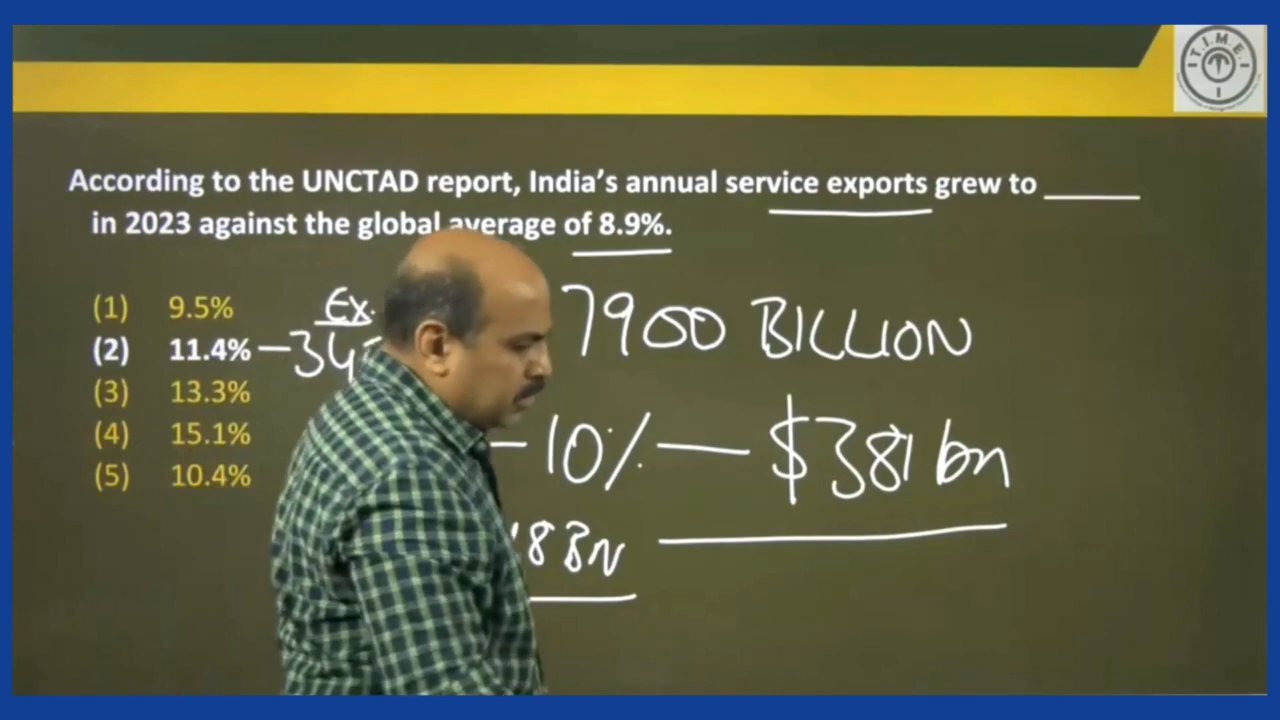 T.I.M.E.
According to the UNCTAD report, India's annual service exports grew to ______
in 2023 against the global average of 8.9%.
(1) 9.5%
(2) 11.4% –
(3) 13.3%
(4) 15.1%
(5) 10.4%
Ex.
7900 BILLION
– 10% – $381 bn
8 BN